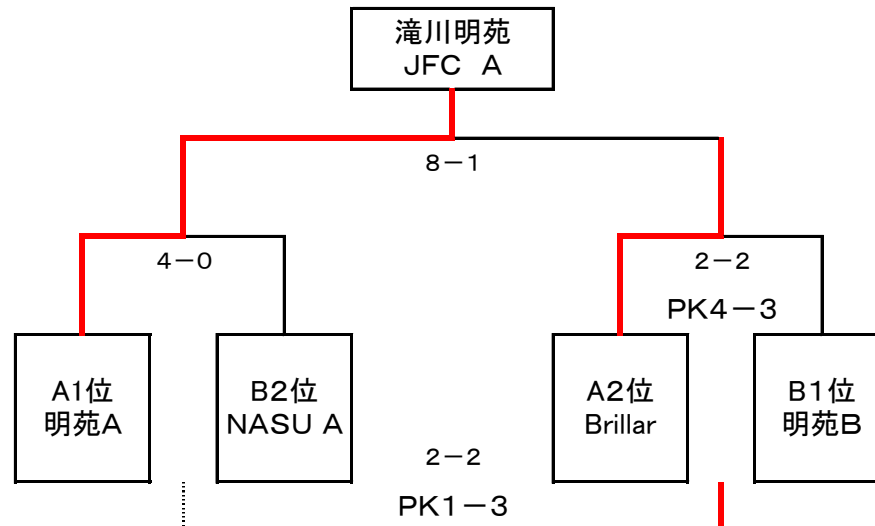 滝川明苑
JFC　A
8－1
4－0
2－2
PK4－3
A1位
明苑A
B2位
NASU A
A2位
Brillar
B1位
明苑B
2－2
PK1－3